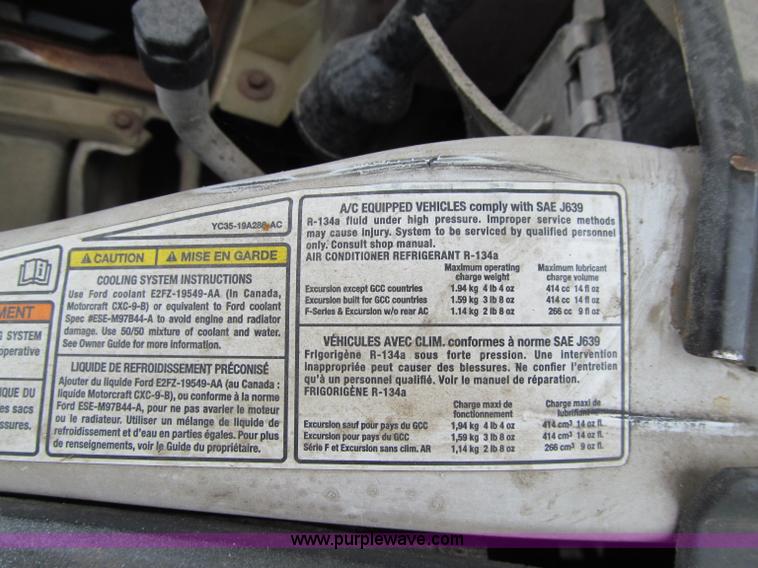 YC35-19A286-AC
MENT
SYSTEM
operative
IQUE DU
es sacs
ssures.
CAUTION
MISE EN GARDE
COOLING SYSTEM INSTRUCTIONS
Use Ford coolant E2FZ-19549-AA (In Canada,
Motorcraft CXC-9-B) or equivalent to Ford coolant
Spec #ESE-M97B44-A to avoid engine and radiator
damage. Use 50/50 mixture of coolant and water.
See Owner Guide for more information.
LIQUIDE DE REFROIDISSEMENT PRÉCONISÉ
Ajouter du liquide Ford E2FZ-19549-AA (au Canada :
liquide Motorcraft CXC-9-B), ou conforme à la norme
Ford ESE-M97B44-A, pour ne pas avarier le moteur
ou le radiateur. Utiliser un mélange de liquide de
refroidissement et d'eau en parties égales. Pour plus
de renseignements, voir le Guide du propriétaire.
A/C EQUIPPED VEHICLES comply with SAE J639
R-134a fluid under high pressure. Improper service methods
may cause injury. System to be serviced by qualified personnel
only. Consult shop manual.
AIR CONDITIONER REFRIGERANT R-134a
Maximum operating charge weight Maximum lubricant charge volume
Excursion except GCC countries 1.94 kg 4 lb 4 oz 414 cc 14 fl oz
Excursion built for GCC countries 1.59 kg 3 lb 8 oz 414 cc 14 fl oz
F-Series & Excursion w/o rear AC 1.14 kg 2 lb 8 oz 266 cc 9 fl oz
VÉHICULES AVEC CLIM. conformes à norme SAE J639
Frigorigène R-134a sous forte pression. Une intervention
inappropriée peut causer des blessures. Ne confier l'entretien
qu'à un personnel qualifié. Voir le manuel de réparation.
FRIGORIGÈNE R-134a
Charge maxi de fonctionnement Charge maxi de lubrifiant
Excursion sauf pour pays du GCC 1,94 kg 4 lb 4 oz 414 cm³ 14 oz fl.
Excursion pour pays du GCC 1,59 kg 3 lb 8 oz 414 cm³ 14 oz fl.
Série F et Excursion sans clim. AR 1,14 kg 2 lb 8 oz 266 cm³ 9 oz fl.
www.purplewave.com